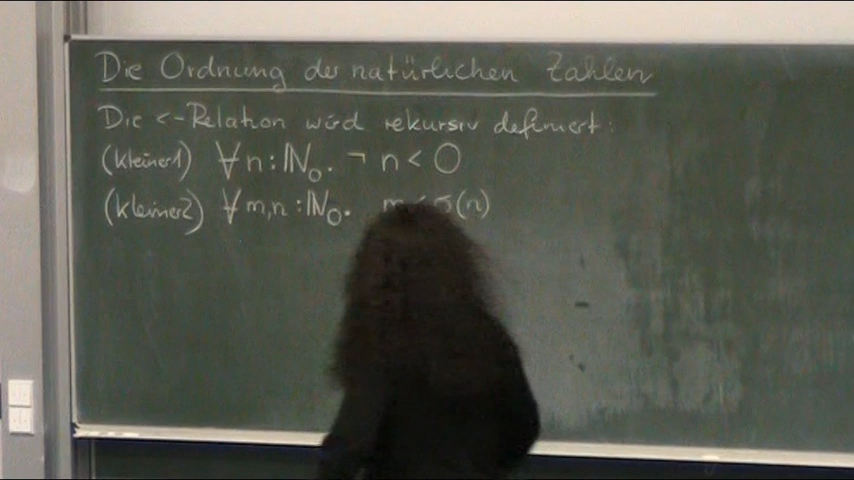 Die Ordnung der natürlichen Zahlen
Die <-Relation wird rekursiv definiert:
(kleiner1) ∀n:ℕ₀. ¬ n < 0
(kleiner2) ∀m,n:ℕ₀. m < σ(n)